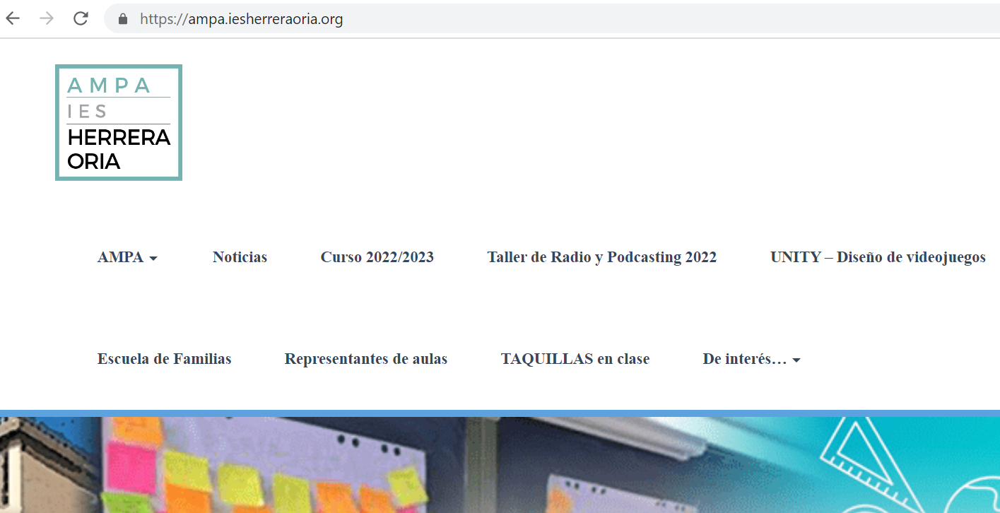 https://ampa.iesherreraoria.org
AMPA
IES
HERRERA
ORIA
AMPA Noticias Curso 2022/2023 Taller de Radio y Podcasting 2022 UNITY – Diseño de videojuegos
Escuela de Familias Representantes de aulas TAQUILLAS en clase De interés…